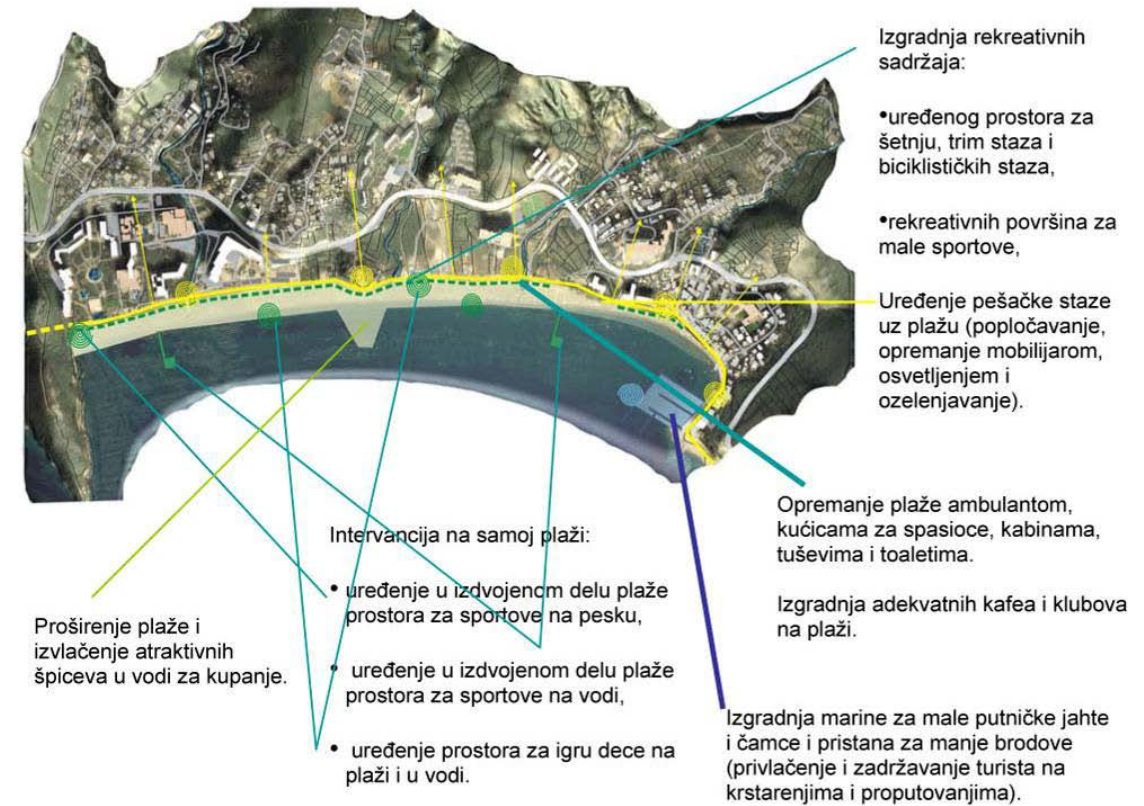 Izgradnja rekreativnih
sadržaja:
•uređenog prostora za
šetnju, trim staza i
biciklističkih staza,
•rekreativnih površina za
male sportove,
Uređenje pešačke staze
uz plažu (popločavanje,
opremanje mobilijarom,
osvetljenjem i
ozelenjavanje).
Opremanje plaže ambulantom,
kućicama za spasioce, kabinama,
tuševima i toaletima.
Izgradnja adekvatnih kafea i klubova
na plaži.
Izgradnja marine za male putničke jahte
i čamce i pristana za manje brodove
(privlačenje i zadržavanje turista na
krstarenjima i proputovanjima).
Intervancija na samoj plaži:
• uređenje u izdvojenom delu plaže
prostora za sportove na pesku,
• uređenje u izdvojenom delu plaže
prostora za sportove na vodi,
• uređenje prostora za igru dece na
plaži i u vodi.
Proširenje plaže i
izvlačenje atraktivnih
špiceva u vodi za kupanje.